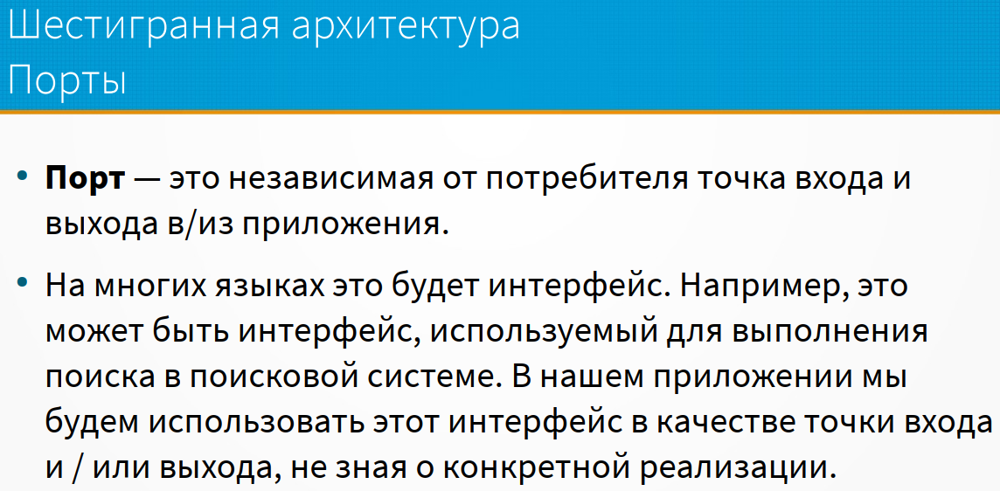 Шестигранная архитектура
Порты
• Порт — это независимая от потребителя точка входа и
выхода в/из приложения.
• На многих языках это будет интерфейс. Например, это
может быть интерфейс, используемый для выполнения
поиска в поисковой системе. В нашем приложении мы
будем использовать этот интерфейс в качестве точки входа
и / или выхода, не зная о конкретной реализации.